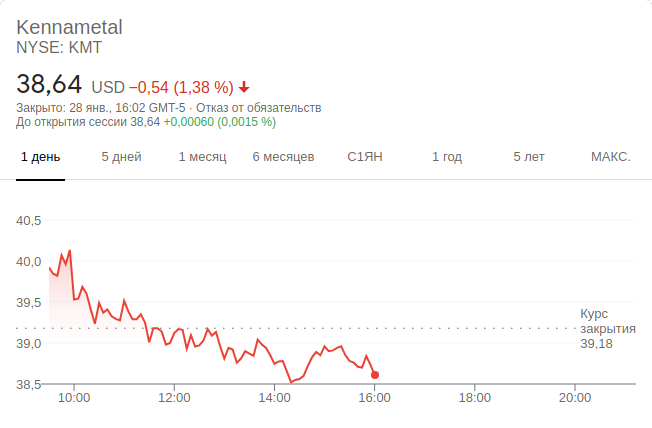 Kennametal
NYSE: KMT
38,64 USD −0,54 (1,38 %)
Закрыто: 28 янв., 16:02 GMT-5 · Отказ от обязательств
До открытия сессии 38,64 +0,00060 (0,0015 %)
1 день 5 дней 1 месяц 6 месяцев С1ЯН 1 год 5 лет МАКС.
40,5
40,0
39,5
Курс
закрытия
39,18
39,0
38,5
10:00 12:00 14:00 16:00 18:00 20:00